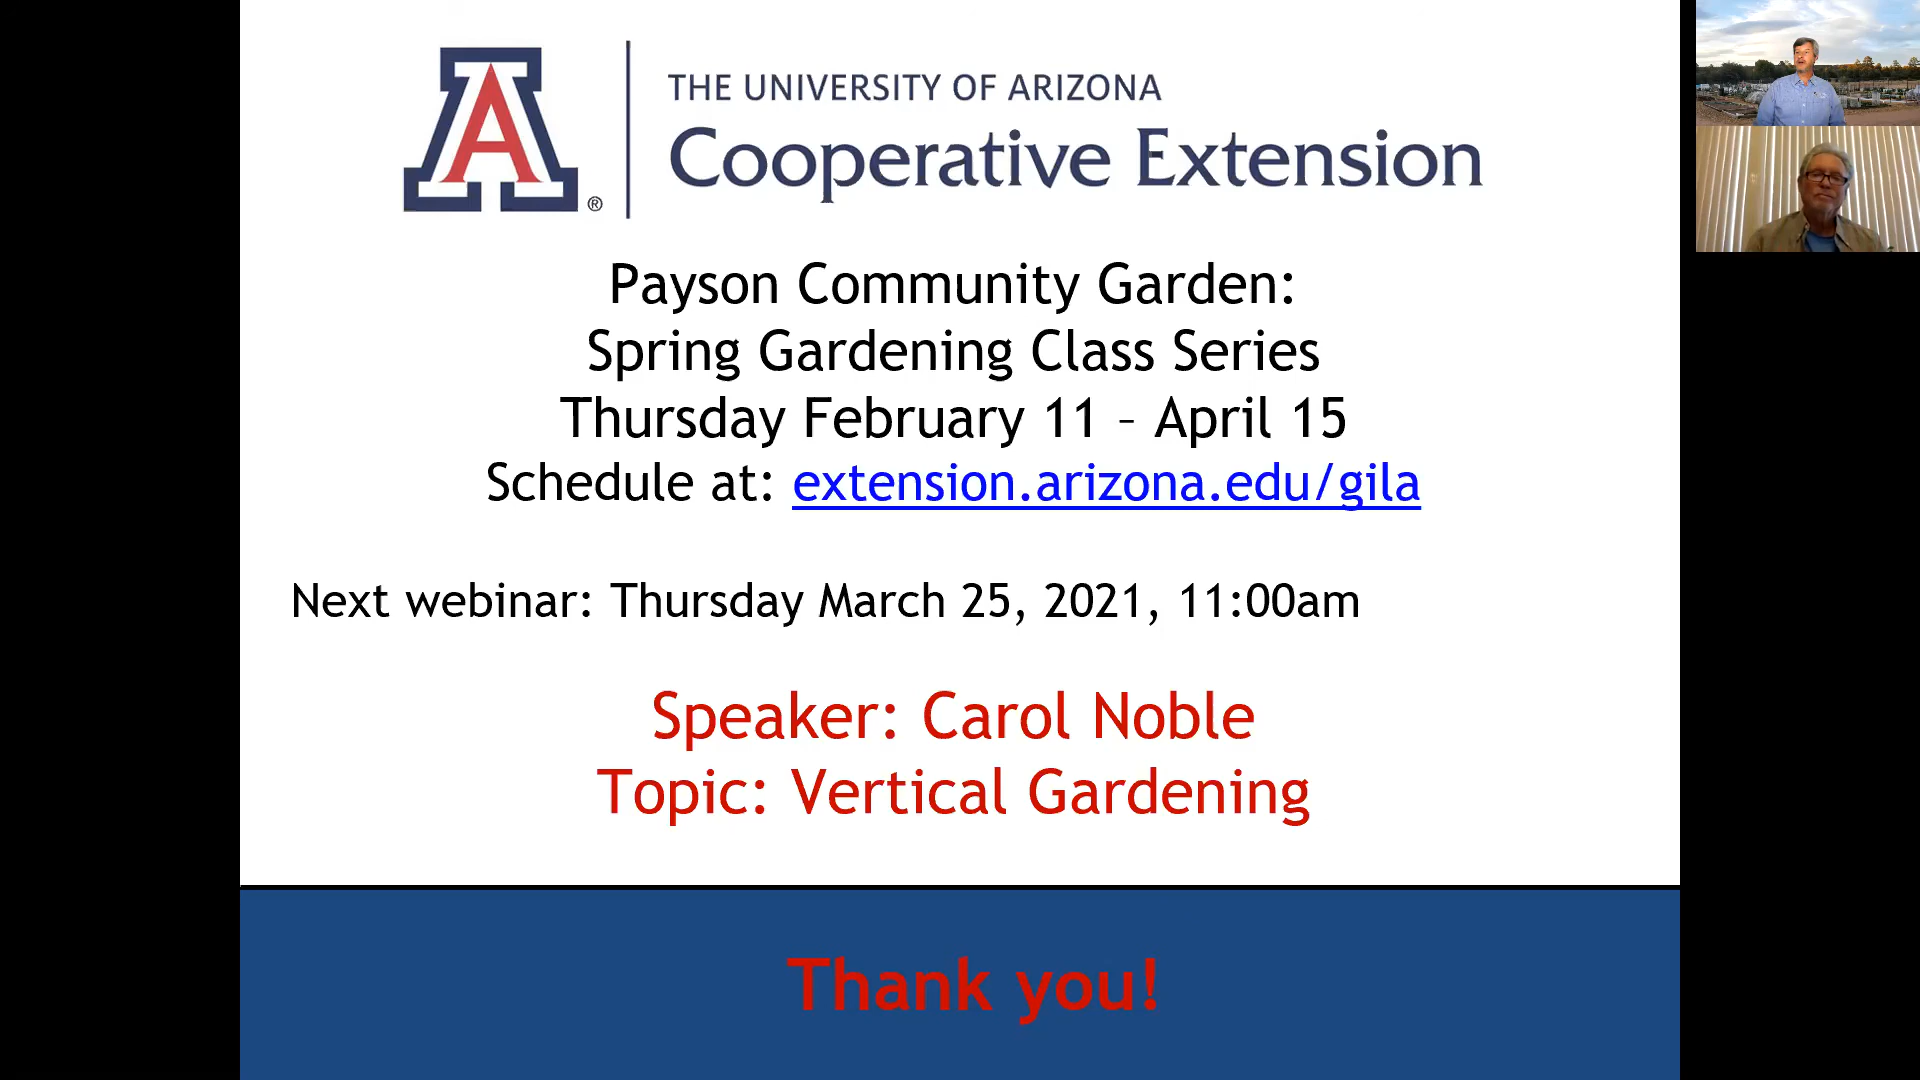 A®
THE UNIVERSITY OF ARIZONA
Cooperative Extension
Payson Community Garden:
Spring Gardening Class Series
Thursday February 11 – April 15
Schedule at: extension.arizona.edu/gila
Next webinar: Thursday March 25, 2021, 11:00am
Speaker: Carol Noble
Topic: Vertical Gardening
Thank you!